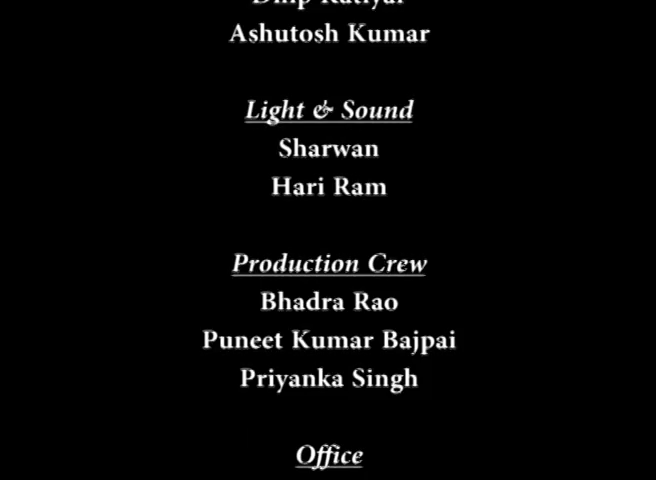 Ashutosh Kumar
Light & Sound
Sharwan
Hari Ram
Production Crew
Bhadra Rao
Puneet Kumar Bajpai
Priyanka Singh
Office